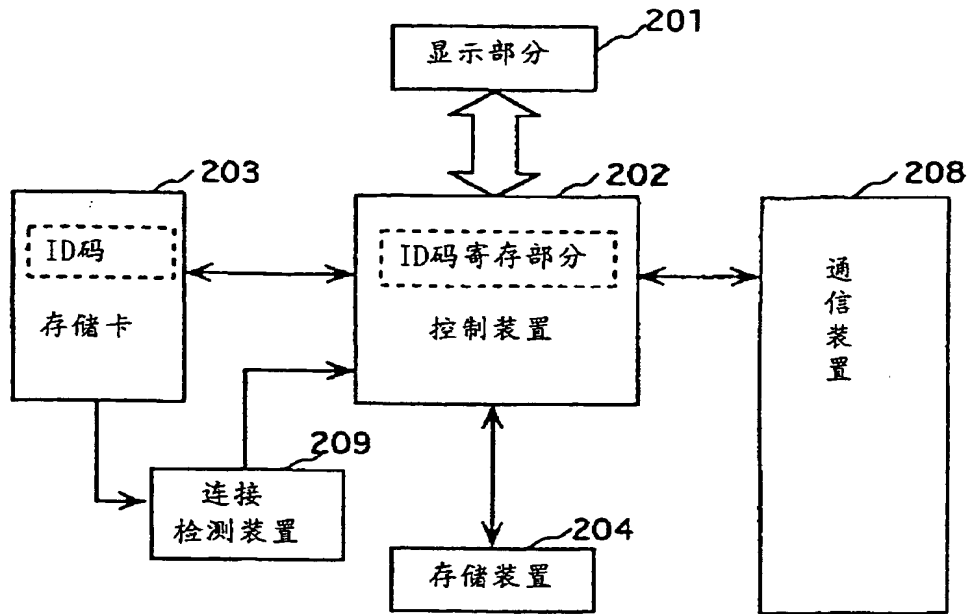 201
显示部分
203
202
208
ID码
存储卡
ID码寄存部分
控制装置
通信装置
209
连接
检测装置
204
存储装置